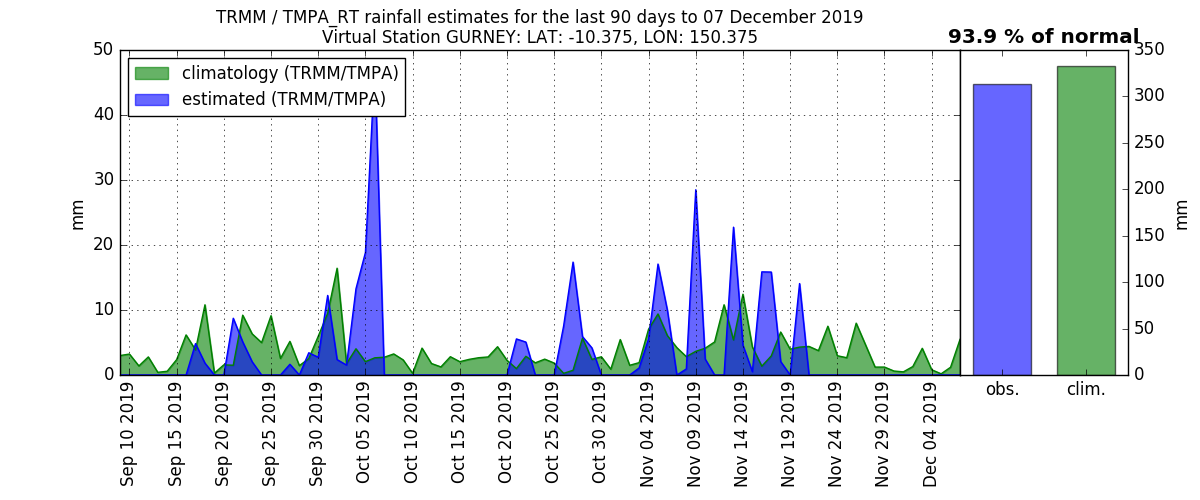 TRMM / TMPA_RT rainfall estimates for the last 90 days to 07 December 2019
Virtual Station GURNEY: LAT: -10.375, LON: 150.375
93.9 % of normal
climatology (TRMM/TMPA)
estimated (TRMM/TMPA)
50
40
30
20
10
0
mm
350
300
250
200
150
100
50
0
mm
obs.
clim.
Sep 10 2019
Sep 15 2019
Sep 20 2019
Sep 25 2019
Sep 30 2019
Oct 05 2019
Oct 10 2019
Oct 15 2019
Oct 20 2019
Oct 25 2019
Oct 30 2019
Nov 04 2019
Nov 09 2019
Nov 14 2019
Nov 19 2019
Nov 24 2019
Nov 29 2019
Dec 04 2019